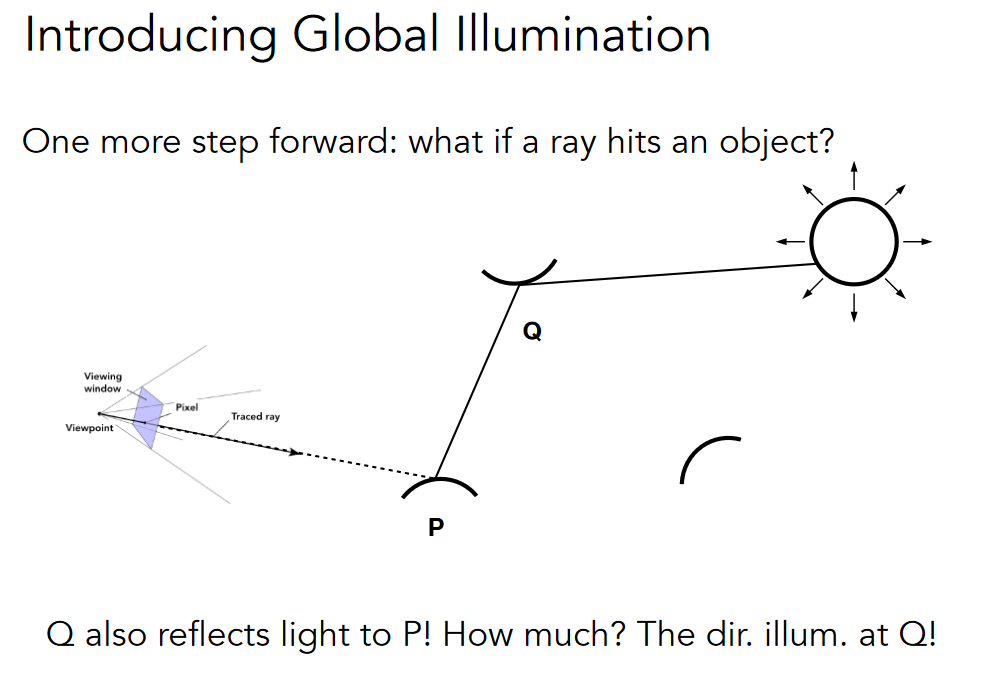 Introducing Global Illumination
One more step forward: what if a ray hits an object?
Q
Viewing
window
Pixel
Traced ray
Viewpoint
P
Q also reflects light to P! How much? The dir. illum. at Q!